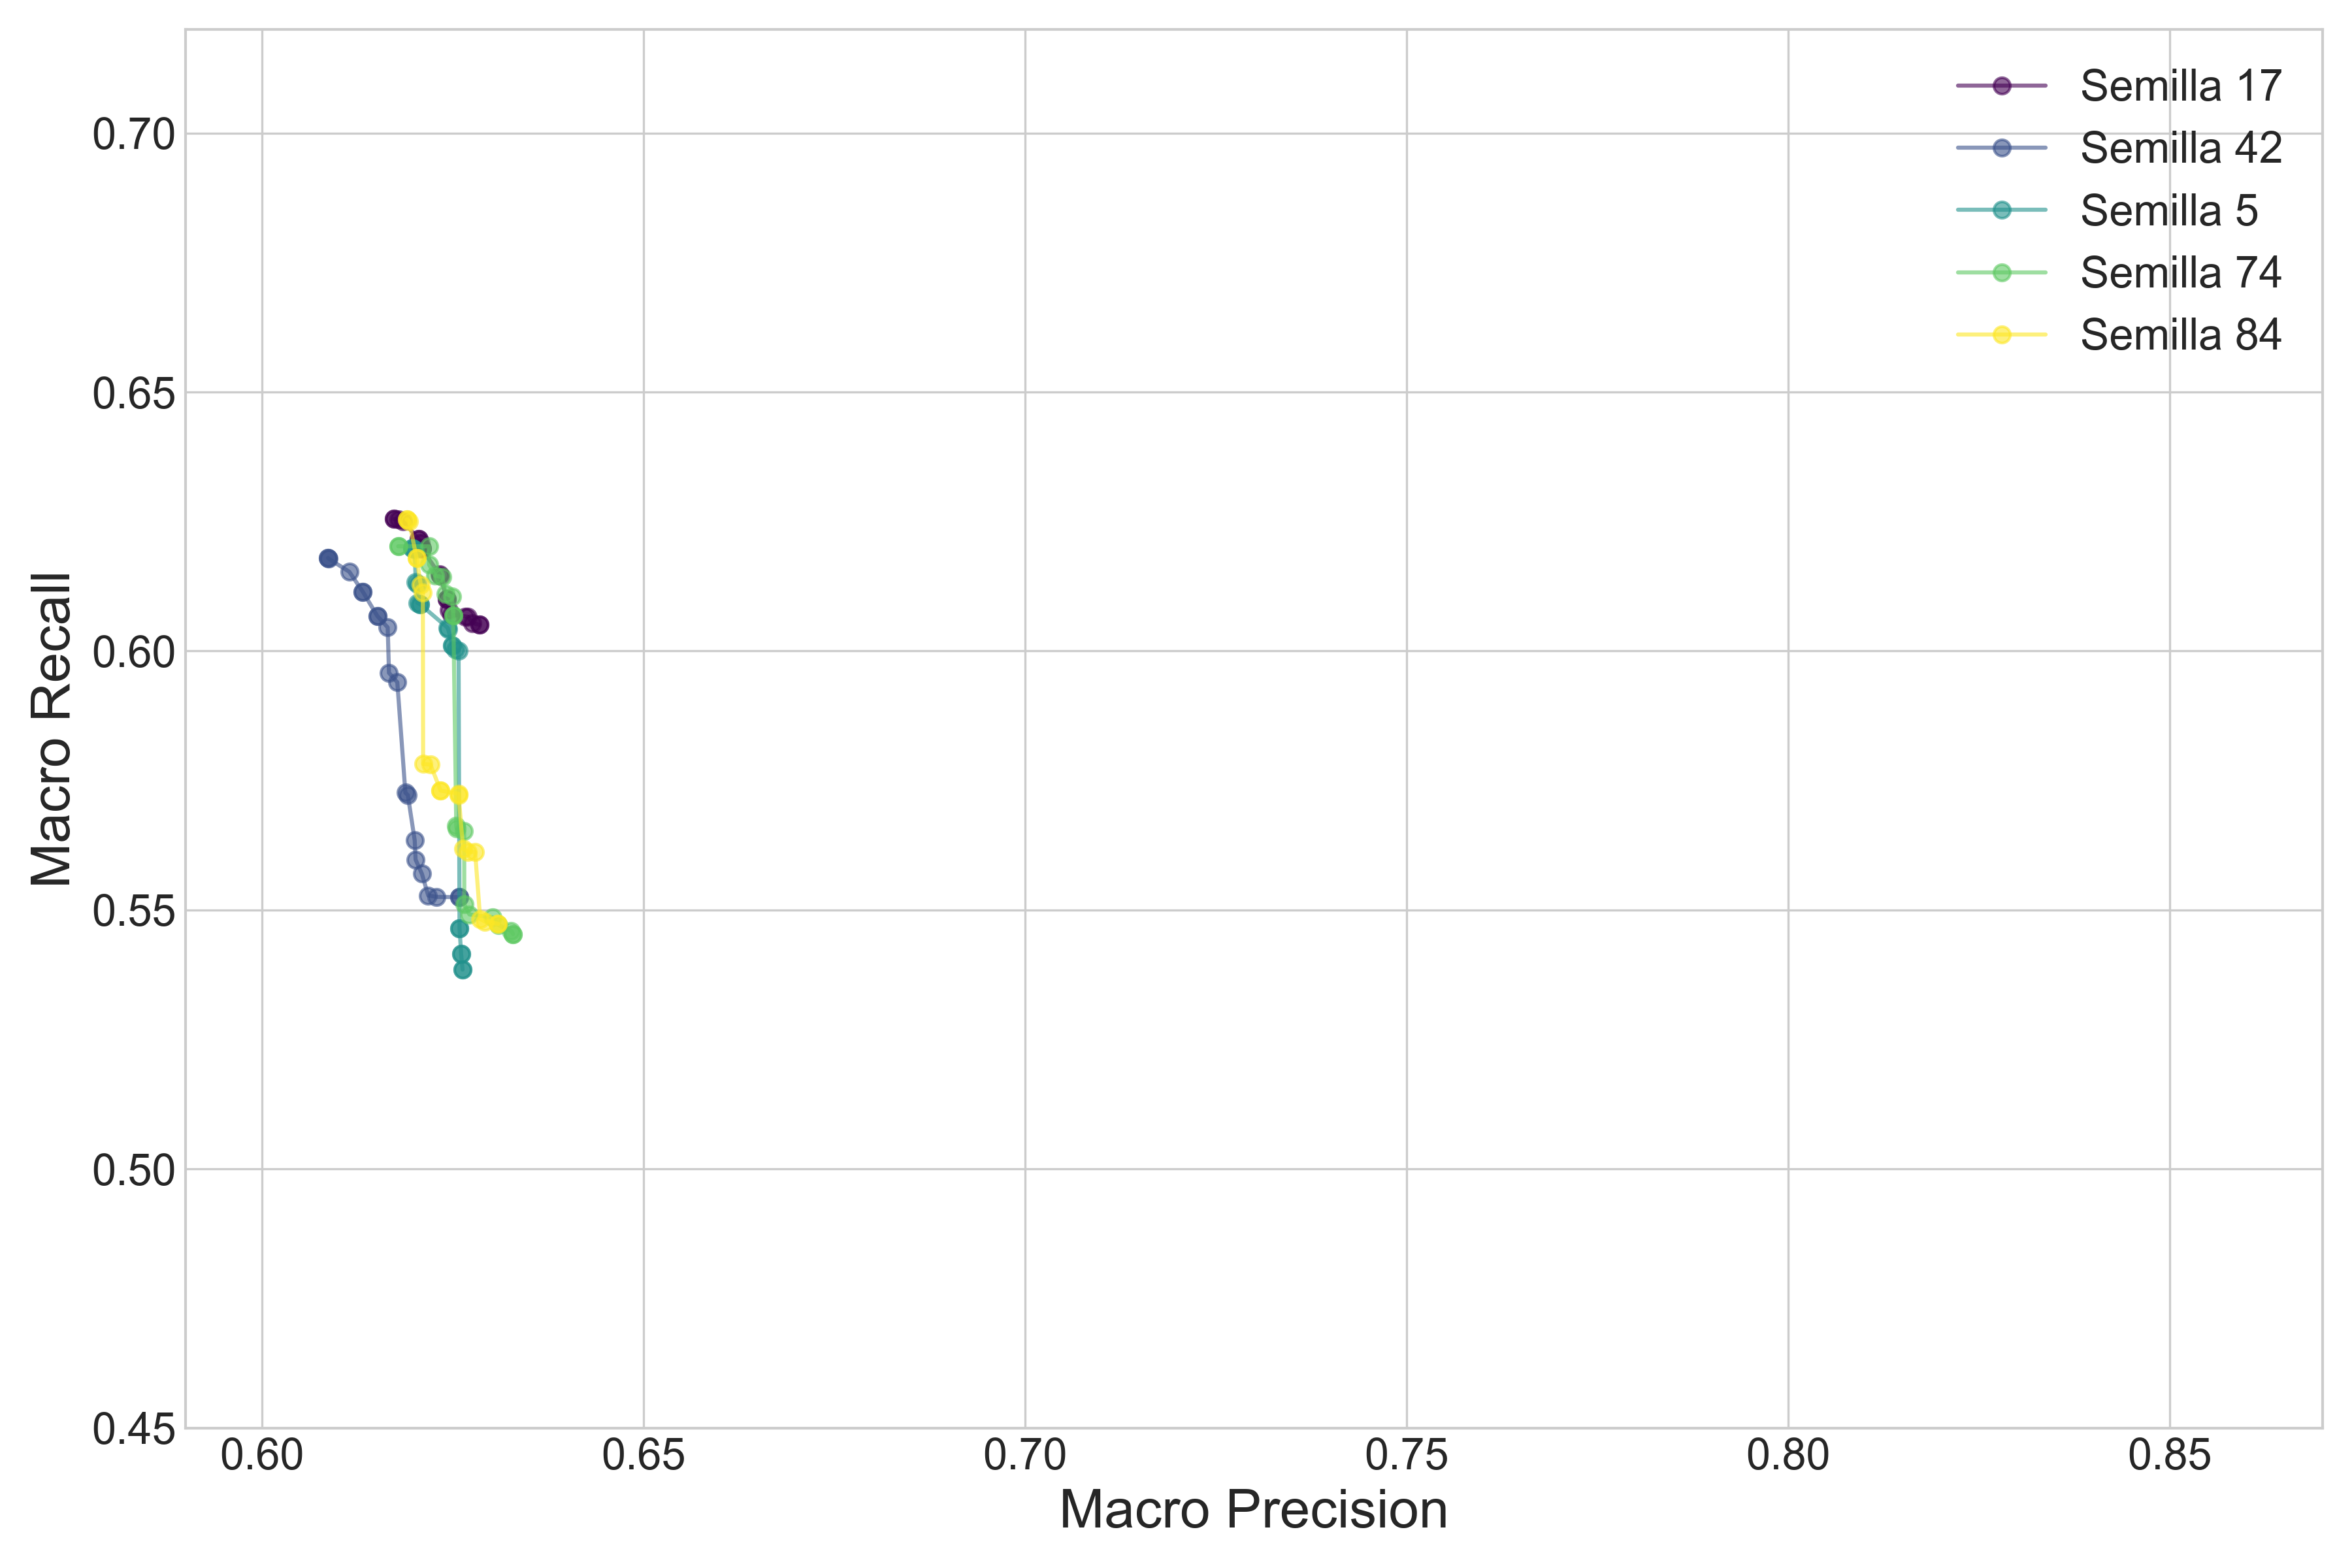 Semilla 17
Semilla 42
Semilla 5
Semilla 74
Semilla 84
0.70
0.65
0.60
0.55
0.50
0.45
Macro Recall
0.60 0.65 0.70 0.75 0.80 0.85
Macro Precision